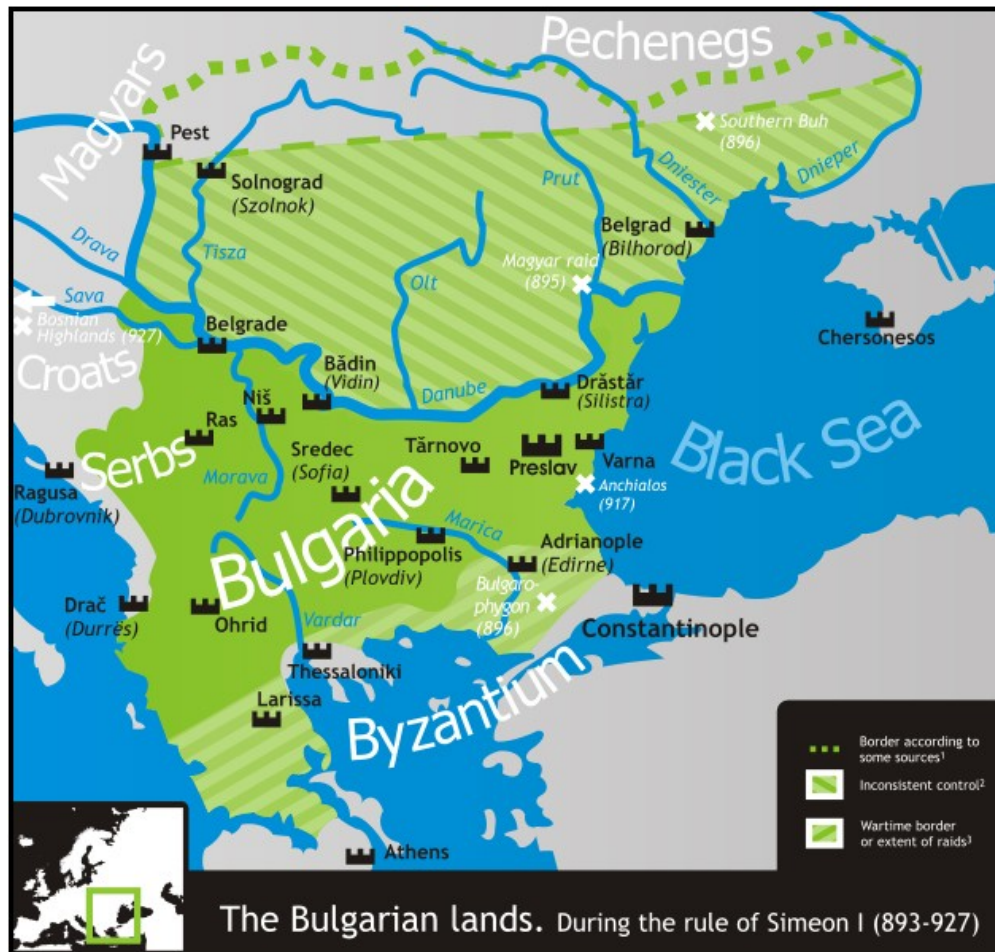 Pechenegs
Magyars
Southern Buh
(896)
Pest
Solnograd
(Szolnok)
Dniester
Dnieper
Prut
Drava
Tisza
Olt
Belgrad
(Bilhorod)
Magyar raid
(895)
Sava
Bosnian
Highlands (927)
Croats
Belgrade
Bădin
(Vidin)
Danube
Drăstăr
(Silistra)
Chersonesos
Niš
Ras
Serbs
Sredec
(Sofia)
Tărnovo
Preslav
Varna
Black Sea
Ragusa
(Dubrovnik)
Morava
Anchialos
(917)
Bulgaria
Marica
Philippopolis
(Plovdiv)
Adrianople
(Edirne)
Bulgaro-
phygon
(896)
Drač
(Durrës)
Ohrid
Vardar
Constantinople
Thessaloniki
Larissa
Byzantium
Athens
Border according to
some sources¹
Inconsistent control²
Wartime border
or extent of raids³
The Bulgarian lands. During the rule of Simeon I (893-927)